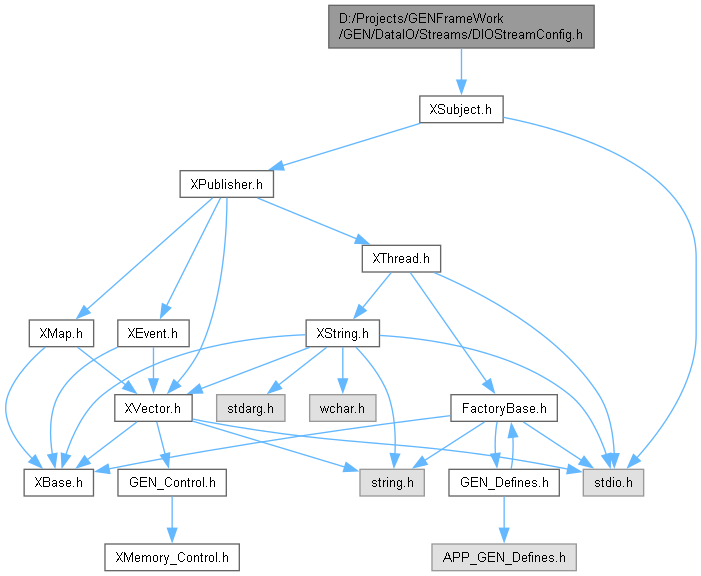 D:/Projects/GENFrameWork
/GEN/DataIO/Streams/DIOStreamConfig.h
XSubject.h
XPublisher.h
XThread.h
XMap.h
XEvent.h
XString.h
XVector.h
stdarg.h
wchar.h
FactoryBase.h
XBase.h
GEN_Control.h
string.h
GEN_Defines.h
stdio.h
XMemory_Control.h
APP_GEN_Defines.h